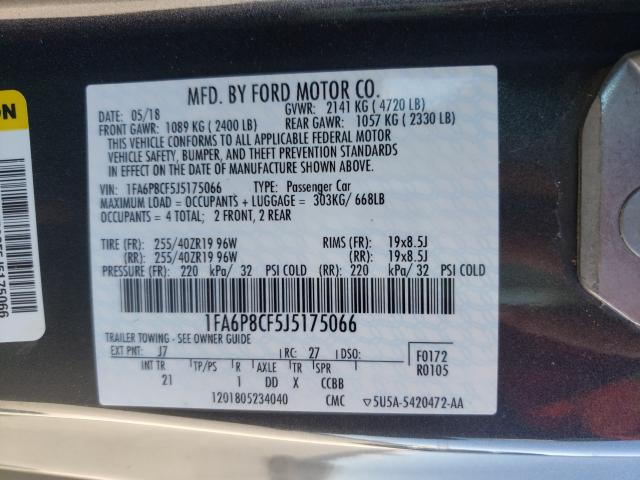 MFD. BY FORD MOTOR CO.
DATE: 05/18 GVWR: 2141 KG ( 4720 LB)
FRONT GAWR: 1089 KG ( 2400 LB) REAR GAWR: 1057 KG ( 2330 LB)
THIS VEHICLE CONFORMS TO ALL APPLICABLE FEDERAL MOTOR
VEHICLE SAFETY, BUMPER, AND THEFT PREVENTION STANDARDS
IN EFFECT ON THE DATE OF MANUFACTURE SHOWN ABOVE.
VIN: 1FA6P8CF5J5175066 TYPE: Passenger Car
MAXIMUM LOAD = OCCUPANTS + LUGGAGE = 303KG/ 668LB
OCCUPANTS = 4 TOTAL; 2 FRONT, 2 REAR
TIRE (FR): 255/40ZR19 96W RIMS (FR): 19x8.5J
(RR): 255/40ZR19 96W (RR): 19x8.5J
PRESSURE (FR): 220 kPa/ 32 PSI COLD (RR): 220 kPa/ 32 PSI COLD
1FA6P8CF5J5175066
TRAILER TOWING - SEE OWNER GUIDE
EXT PNT: J7 RC: 27 DSO: F0172
R0105
INT TR TP/PS R AXLE TR SPR
21 1 DD X CCBB
1201805234040 CMC 5U5A-5420472-AA
ON
5175066